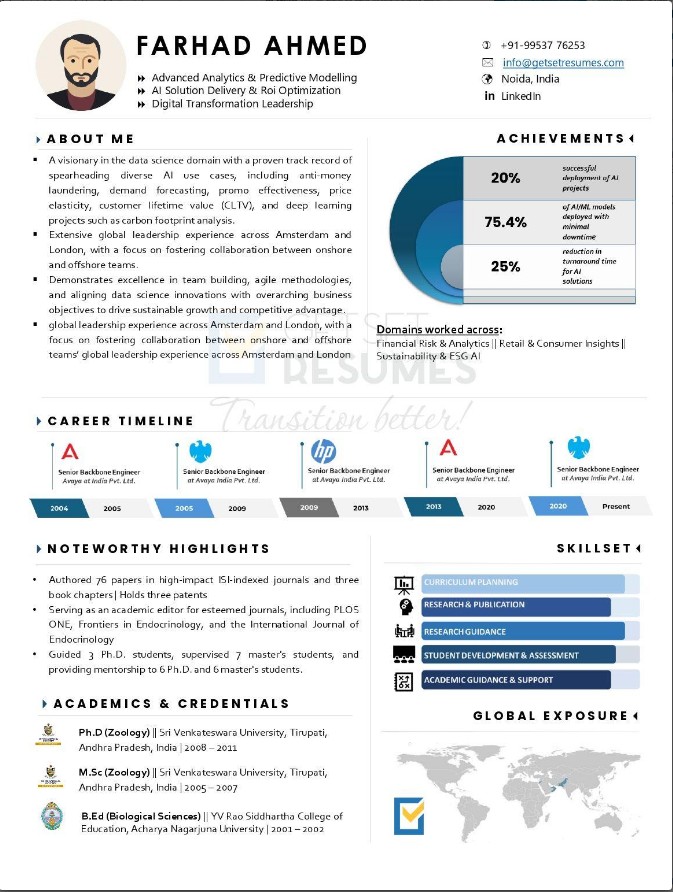 FARHAD AHMED
Advanced Analytics & Predictive Modelling
AI Solution Delivery & Roi Optimization
Digital Transformation Leadership
+91-99537 76253
info@getsetresumes.com
Noida, India
in LinkedIn
ABOUT ME
A visionary in the data science domain with a proven track record of
spearheading diverse AI use cases, including anti-money
laundering, demand forecasting, promo effectiveness, price
elasticity, customer lifetime value (CLTV), and deep learning
projects such as carbon footprint analysis.
Extensive global leadership experience across Amsterdam and
London, with a focus on fostering collaboration between onshore
and offshore teams.
Demonstrates excellence in team building, agile methodologies,
and aligning data science innovations with overarching business
objectives to drive sustainable growth and competitive advantage.
global leadership experience across Amsterdam and London, with a
focus on fostering collaboration between onshore and offshore
teams' global leadership experience across Amsterdam and London
ACHIEVEMENTS
20%
successful
deployment of AI
projects
75.4%
of AI/ML models
deployed with
minimal
downtime
25%
reduction in
turnaround time
for AI
solutions
Domains worked across:
Financial Risk & Analytics || Retail & Consumer Insights ||
Sustainability & ESG AI
GETSET
RESUMES
Transition better!
CAREER TIMELINE
Senior Backbone Engineer
at Avaya India Pvt. Ltd.
Senior Backbone Engineer
at Avaya India Pvt. Ltd.
hp
Senior Backbone Engineer
at Avaya India Pvt. Ltd.
Senior Backbone Engineer
at Avaya India Pvt. Ltd.
Senior Backbone Engineer
at Avaya India Pvt. Ltd.
2004 2005 2005 2009 2009 2013 2013 2020 2020 Present
NOTEWORTHY HIGHLIGHTS
Authored 76 papers in high-impact ISI-indexed journals and three
book chapters | Holds three patents
Serving as an academic editor for esteemed journals, including PLOS
ONE, Frontiers in Endocrinology, and the International Journal of
Endocrinology
Guided 3 Ph.D. students, supervised 7 master's students, and
providing mentorship to 6 Ph.D. and 6 master's students.
SKILLSET
CURRICULUM PLANNING
RESEARCH & PUBLICATION
RESEARCH GUIDANCE
STUDENT DEVELOPMENT & ASSESSMENT
ACADEMIC GUIDANCE & SUPPORT
ACADEMICS & CREDENTIALS
Ph.D (Zoology) || Sri Venkateswara University, Tirupati,
Andhra Pradesh, India | 2008 – 2011
M.Sc (Zoology) || Sri Venkateswara University, Tirupati,
Andhra Pradesh, India | 2005 – 2007
B.Ed (Biological Sciences) || YV Rao Siddhartha College of
Education, Acharya Nagarjuna University | 2001 – 2002
GLOBAL EXPOSURE